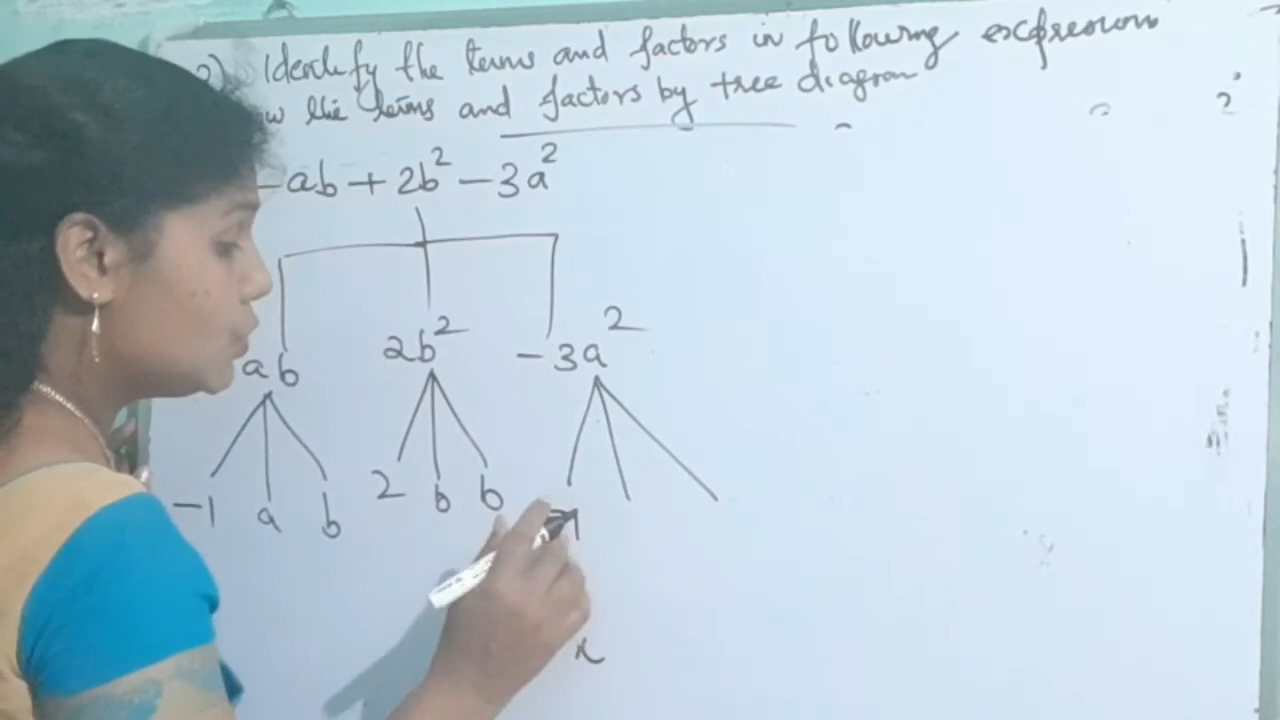 Identify the terms and factors in following expression
the terms and factors by tree diagram
-ab + 2b² - 3a²
ab 2b² -3a²
-1 a b 2 b b
x